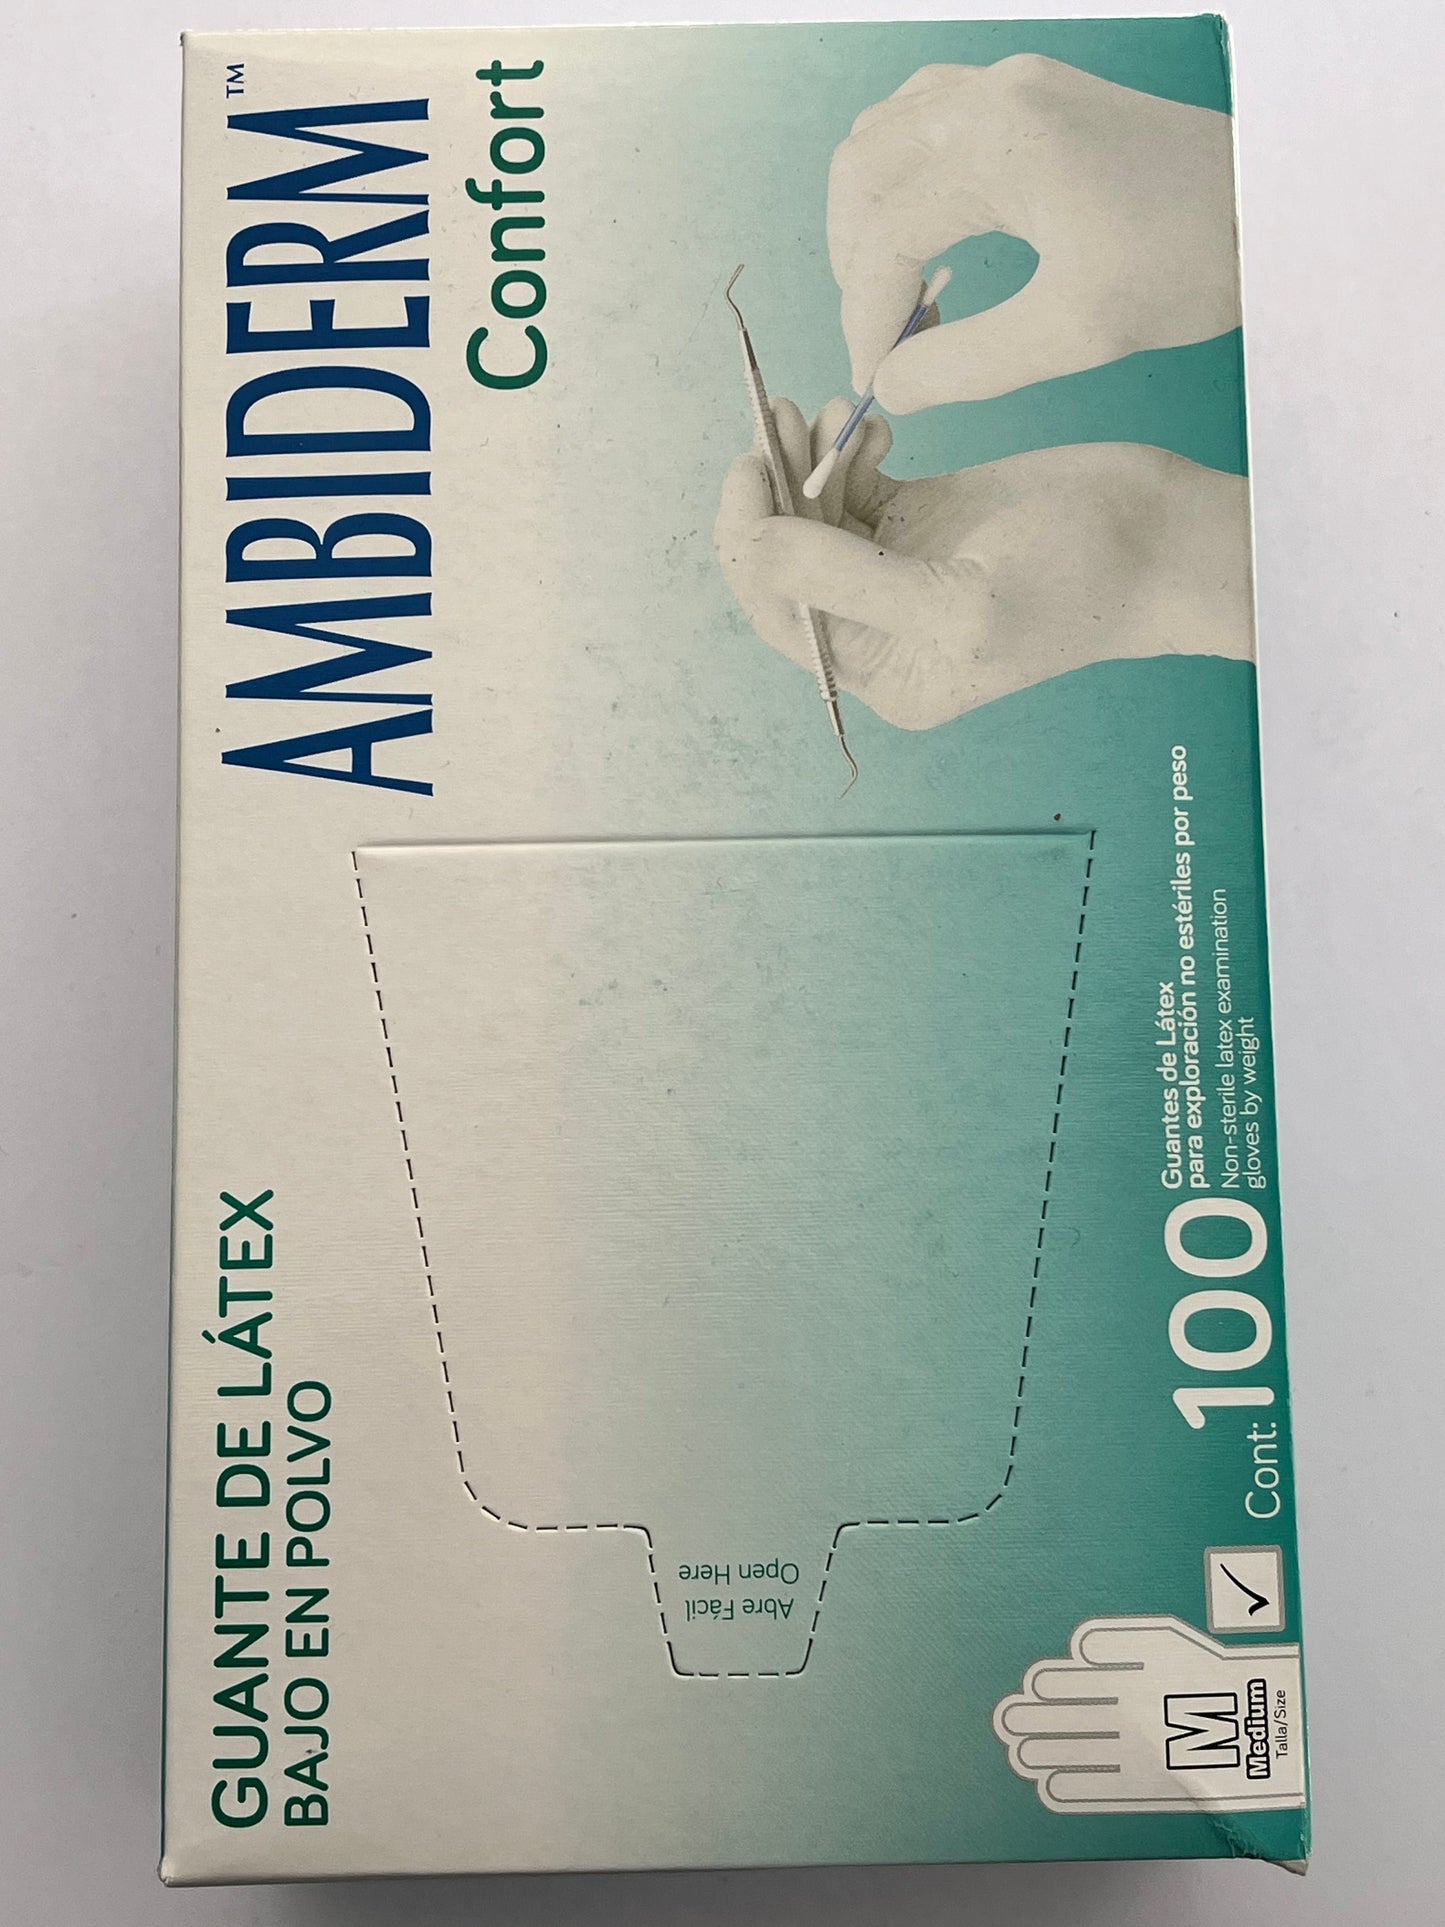 GUANTE DE LÁTEX
BAJO EN POLVO
AMBIDERM™
Confort
Abre Fácil
Open Here
M
Medium
Talla/Size
Cont: 100
Guantes de Látex
para exploración no estériles por peso
Non-sterile latex examination
gloves by weight